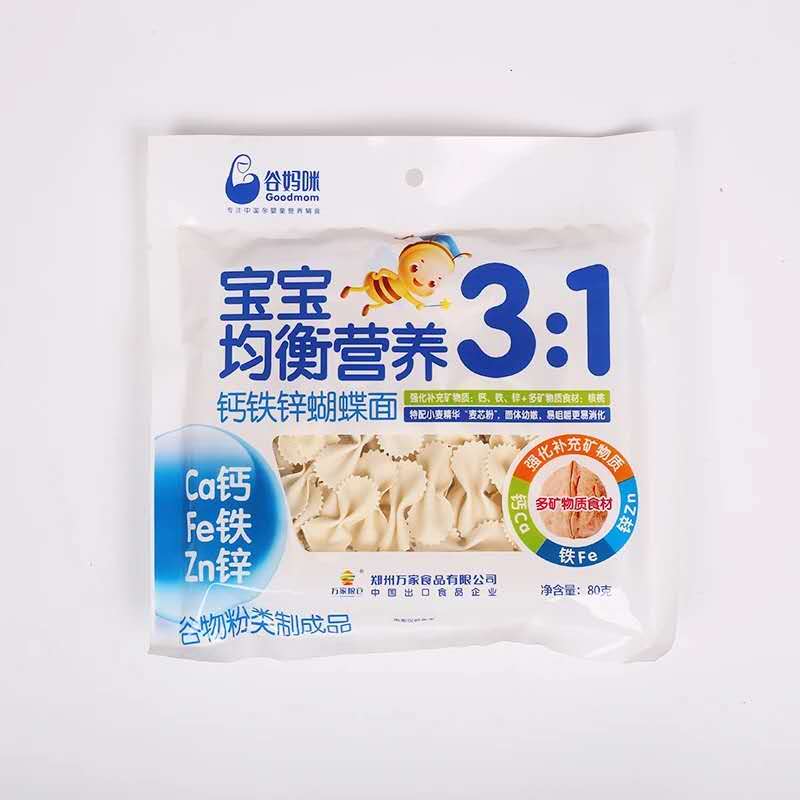 谷妈咪
Goodmom
专注中国孕婴童营养辅食
宝宝
均衡营养
3:1
钙铁锌蝴蝶面
强化补充矿物质：钙、铁、锌+多矿物质食材：核桃
特配小麦精华“麦芯粉”，面体幼嫩、易咀嚼更易消化
Ca钙
Fe铁
Zn锌
强化补充矿物质
钙Ca
多矿物质食材
锌Zn
铁Fe
万家粮仓
®
郑州万家食品有限公司
中国出口食品企业
净含量：80克
谷物粉类制成品